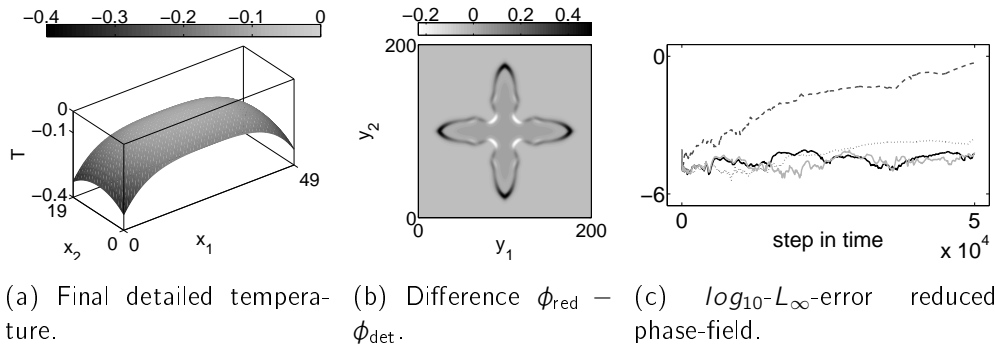 −0.4 −0.3 −0.2 −0.1 0
0
−0.1
T
−0.4
19
x2
0 0
x1
49
−0.2 0 0.2 0.4
200
y2
0
0
y1
200
−0
−6
0
5
step in time
x 10^4
(a) Final detailed tempera-
ture.
(b) Difference ϕred −
ϕdet.
(c) log10-L∞-error reduced
phase-field.